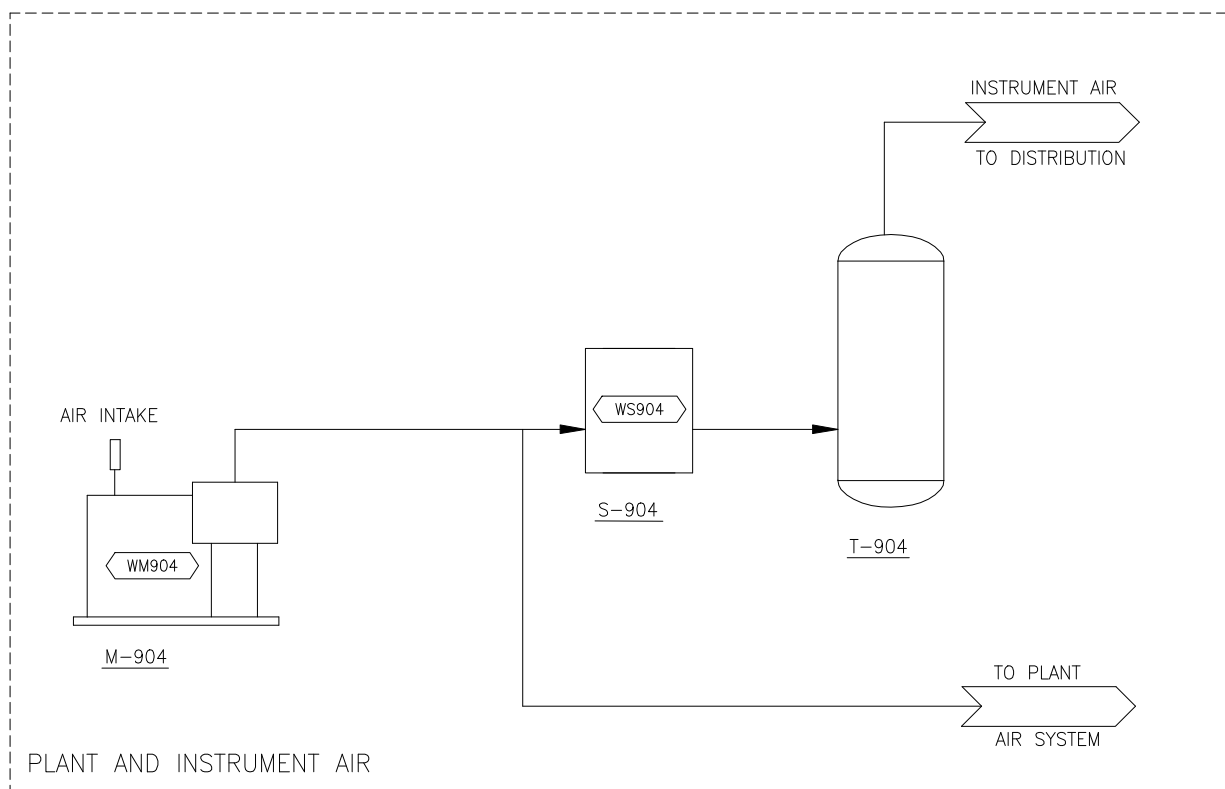 INSTRUMENT AIR
TO DISTRIBUTION
WS904
AIR INTAKE
S-904
T-904
WM904
M-904
TO PLANT
AIR SYSTEM
PLANT AND INSTRUMENT AIR